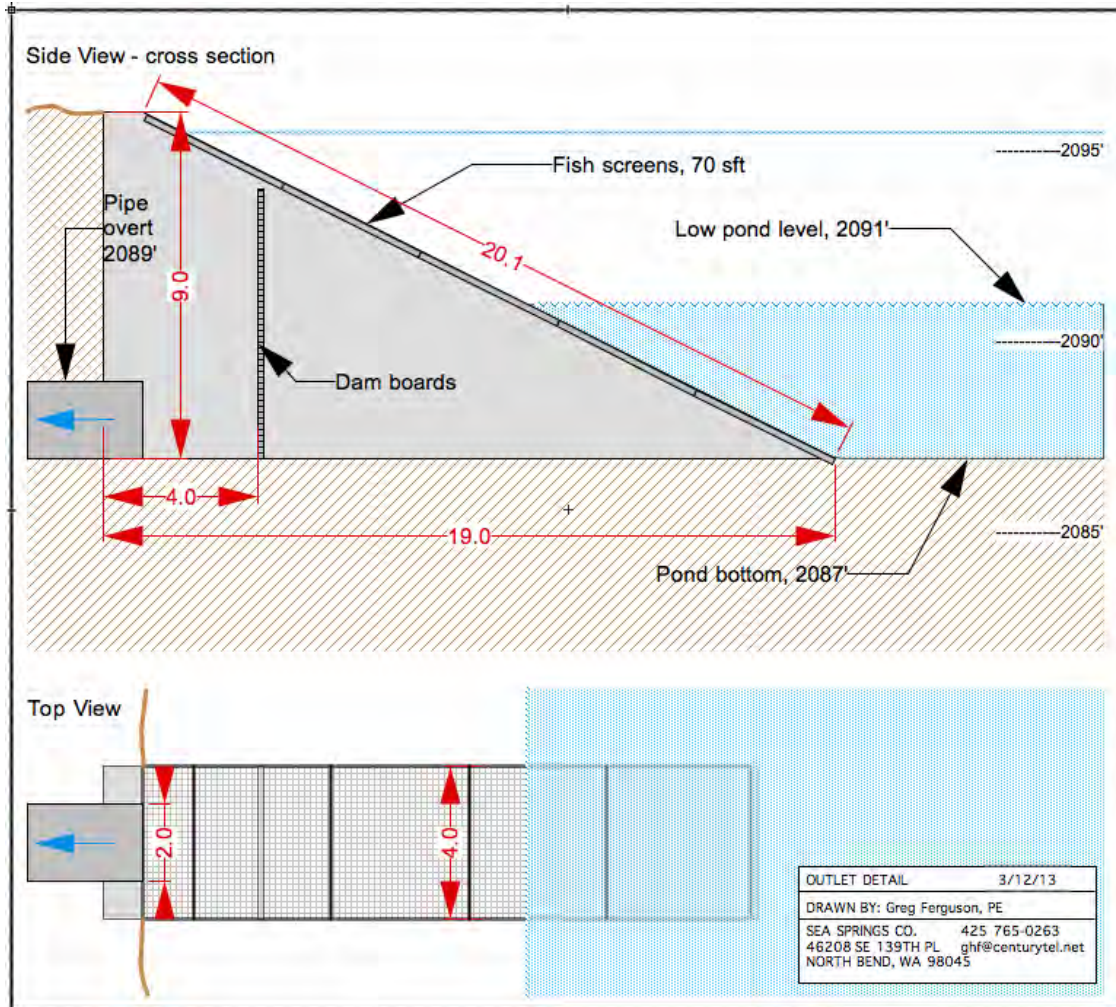 Side View - cross section
2095'
Fish screens, 70 sft
Pipe
overt
2089'
Low pond level, 2091'
20.1
9.0
2090'
Dam boards
4.0
19.0
2085'
Pond bottom, 2087'
Top View
2.0
4.0
OUTLET DETAIL 3/12/13
DRAWN BY: Greg Ferguson, PE
SEA SPRINGS CO. 425 765-0263
46208 SE 139TH PL ghf@centurytel.net
NORTH BEND, WA 98045